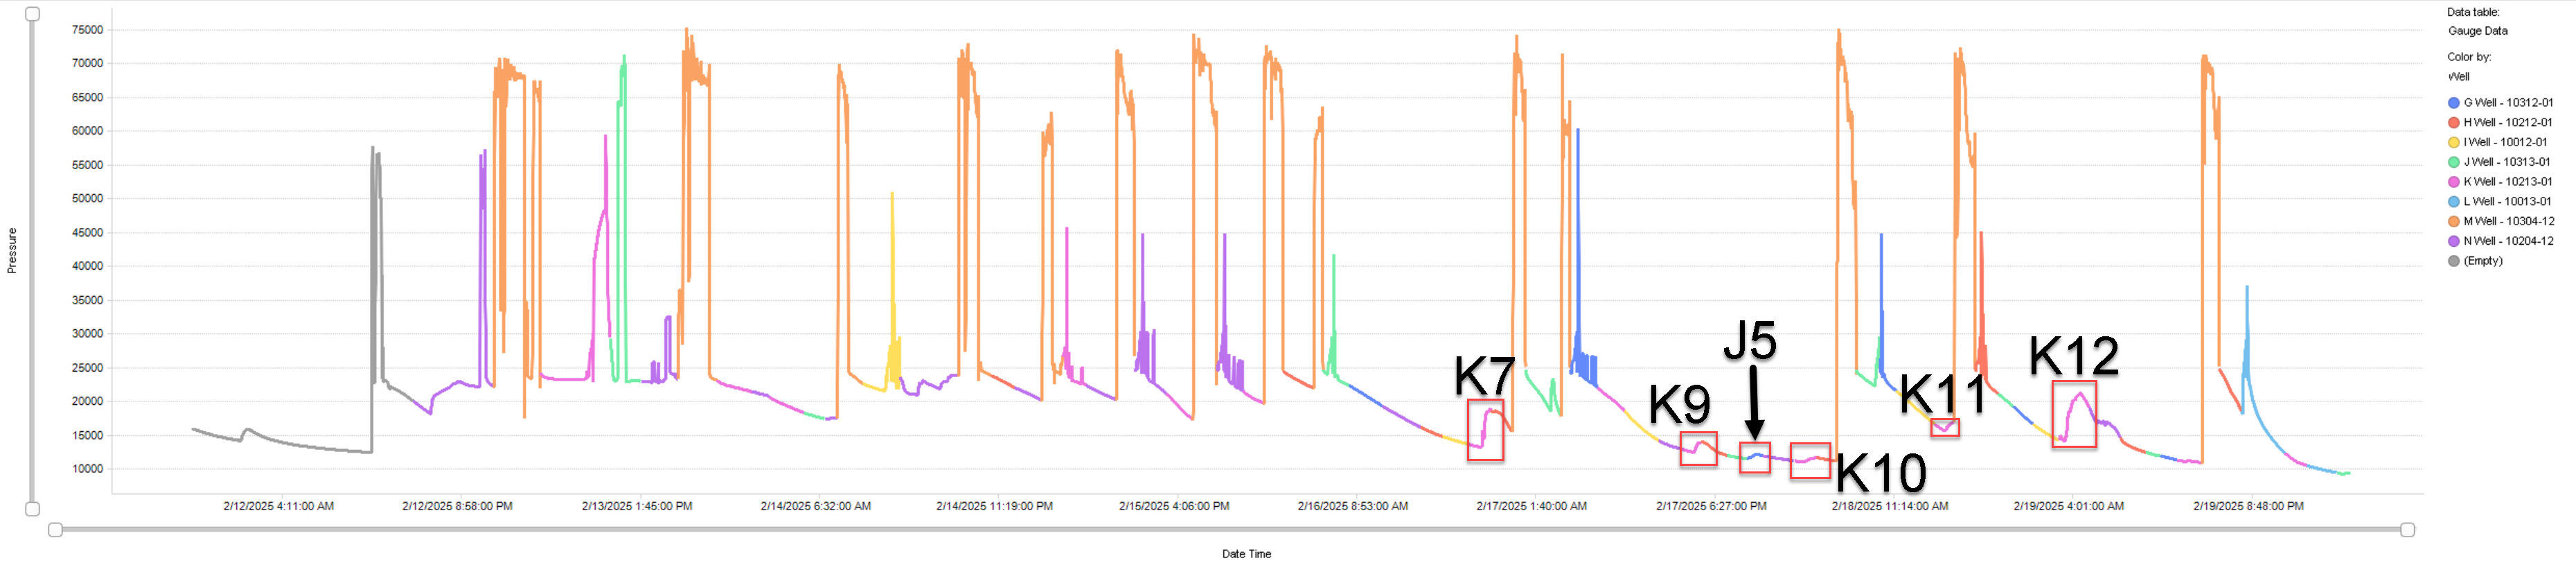 Data table:
Gauge Data
Color by:
Well
G Well - 10312-01
H Well - 10212-01
I Well - 10012-01
J Well - 10313-01
K Well - 10213-01
L Well - 10013-01
M Well - 10304-12
N Well - 10204-12
(Empty)
Pressure
75000
70000
65000
60000
55000
50000
45000
40000
35000
30000
25000
20000
15000
10000
K7
K9
J5
K10
K11
K12
2/12/2025 4:11:00 AM
2/12/2025 8:58:00 PM
2/13/2025 1:45:00 PM
2/14/2025 6:32:00 AM
2/14/2025 11:19:00 PM
2/15/2025 4:06:00 PM
2/16/2025 8:53:00 AM
2/17/2025 1:40:00 AM
2/17/2025 6:27:00 PM
2/18/2025 11:14:00 AM
2/19/2025 4:01:00 AM
2/19/2025 8:48:00 PM
Date Time